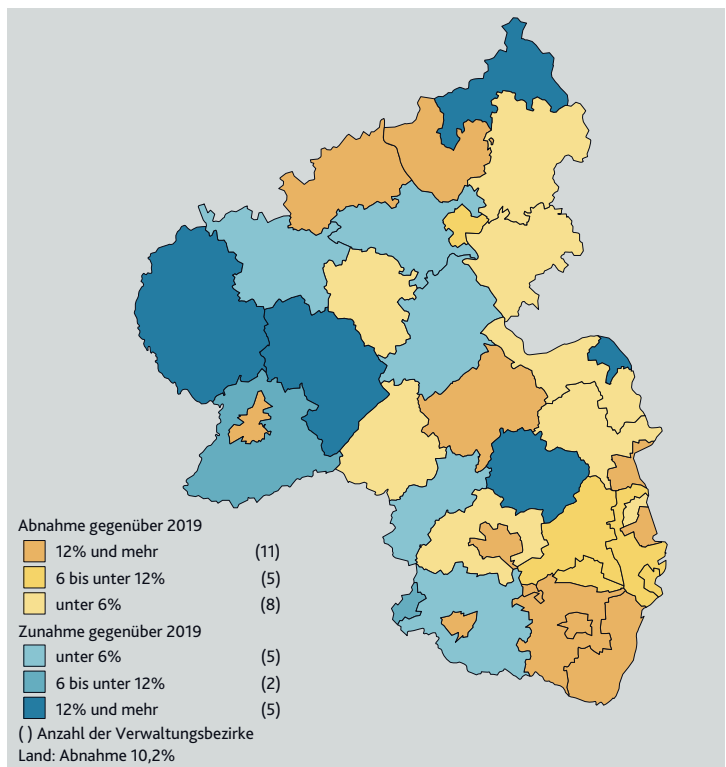 Abnahme gegenüber 2019
12% und mehr (11)
6 bis unter 12% (5)
unter 6% (8)
Zunahme gegenüber 2019
unter 6% (5)
6 bis unter 12% (2)
12% und mehr (5)
( ) Anzahl der Verwaltungsbezirke
Land: Abnahme 10,2%